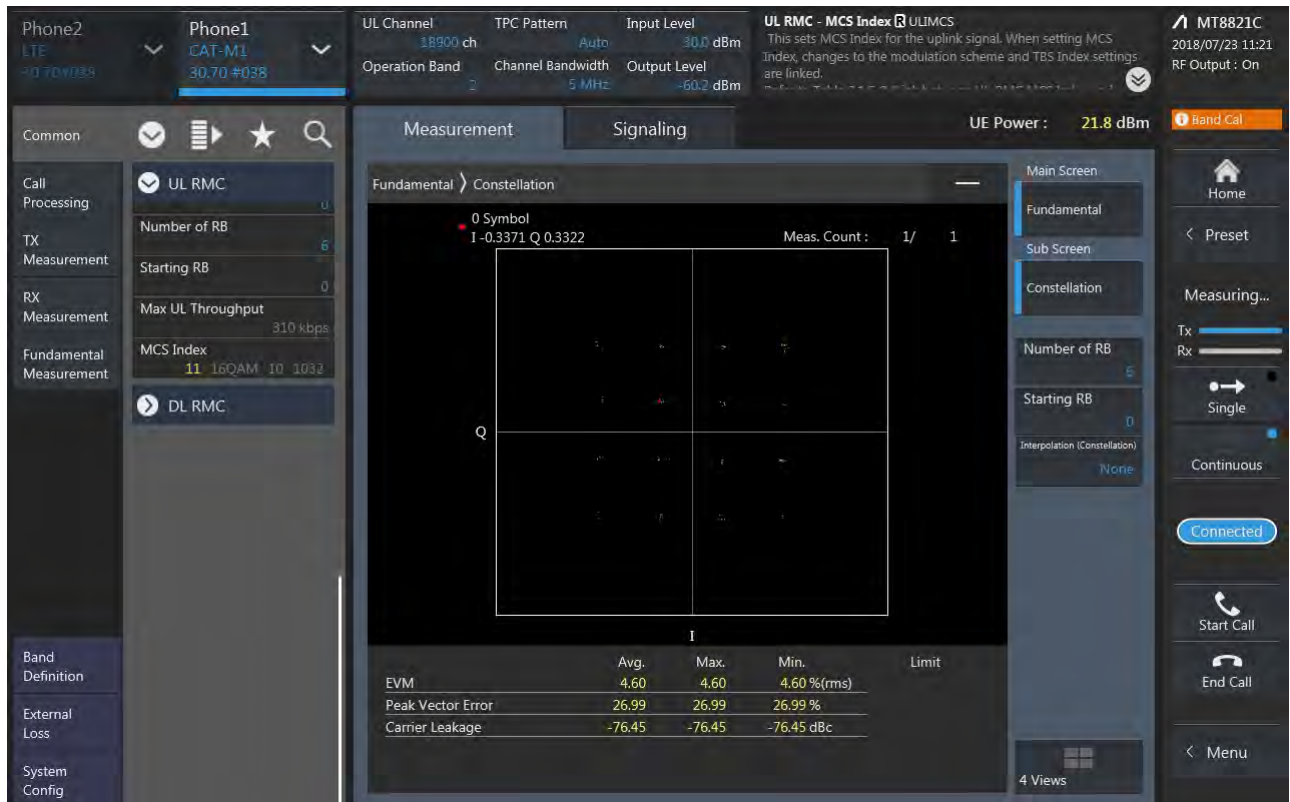 Phone2
LTE
Phone1
CAT-M1
30.70 #038
UL Channel
18900 ch
Operation Band
2
TPC Pattern
Auto
Channel Bandwidth
5 MHz
Input Level
30.0 dBm
Output Level
-60.2 dBm
UL RMC - MCS Index R ULIMCS
This sets MCS Index for the uplink signal. When setting MCS
Index, changes to the modulation scheme and TBS Index settings
are linked.
MT8821C
2018/07/23 11:21
RF Output : On
Common
Measurement
Signaling
UE Power : 21.8 dBm
Band Cal
Call
Processing
TX
Measurement
RX
Measurement
Fundamental
Measurement
UL RMC
0
Number of RB
6
Starting RB
0
Max UL Throughput
310 kbps
MCS Index
11 16QAM 10 1032
DL RMC
Fundamental 〉 Constellation
0 Symbol
I -0.3371 Q 0.3322
Meas. Count : 1/ 1
Q
I
Avg. Max. Min. Limit
EVM 4.60 4.60 4.60 %(rms)
Peak Vector Error 26.99 26.99 26.99 %
Carrier Leakage -76.45 -76.45 -76.45 dBc
Main Screen
Fundamental
Sub Screen
Constellation
Number of RB
6
Starting RB
0
Interpolation (Constellation)
None
4 Views
Home
< Preset
Measuring...
Tx
Rx
Single
Continuous
Connected
Start Call
End Call
< Menu
Band
Definition
External
Loss
System
Config